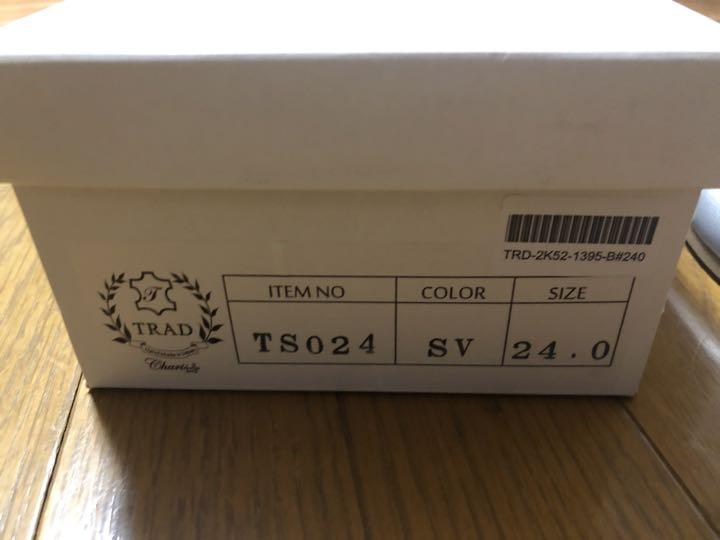 TRD-2K52-1395-B#240
ITEM NO COLOR SIZE
TS024 SV 24.0
T
TRAD